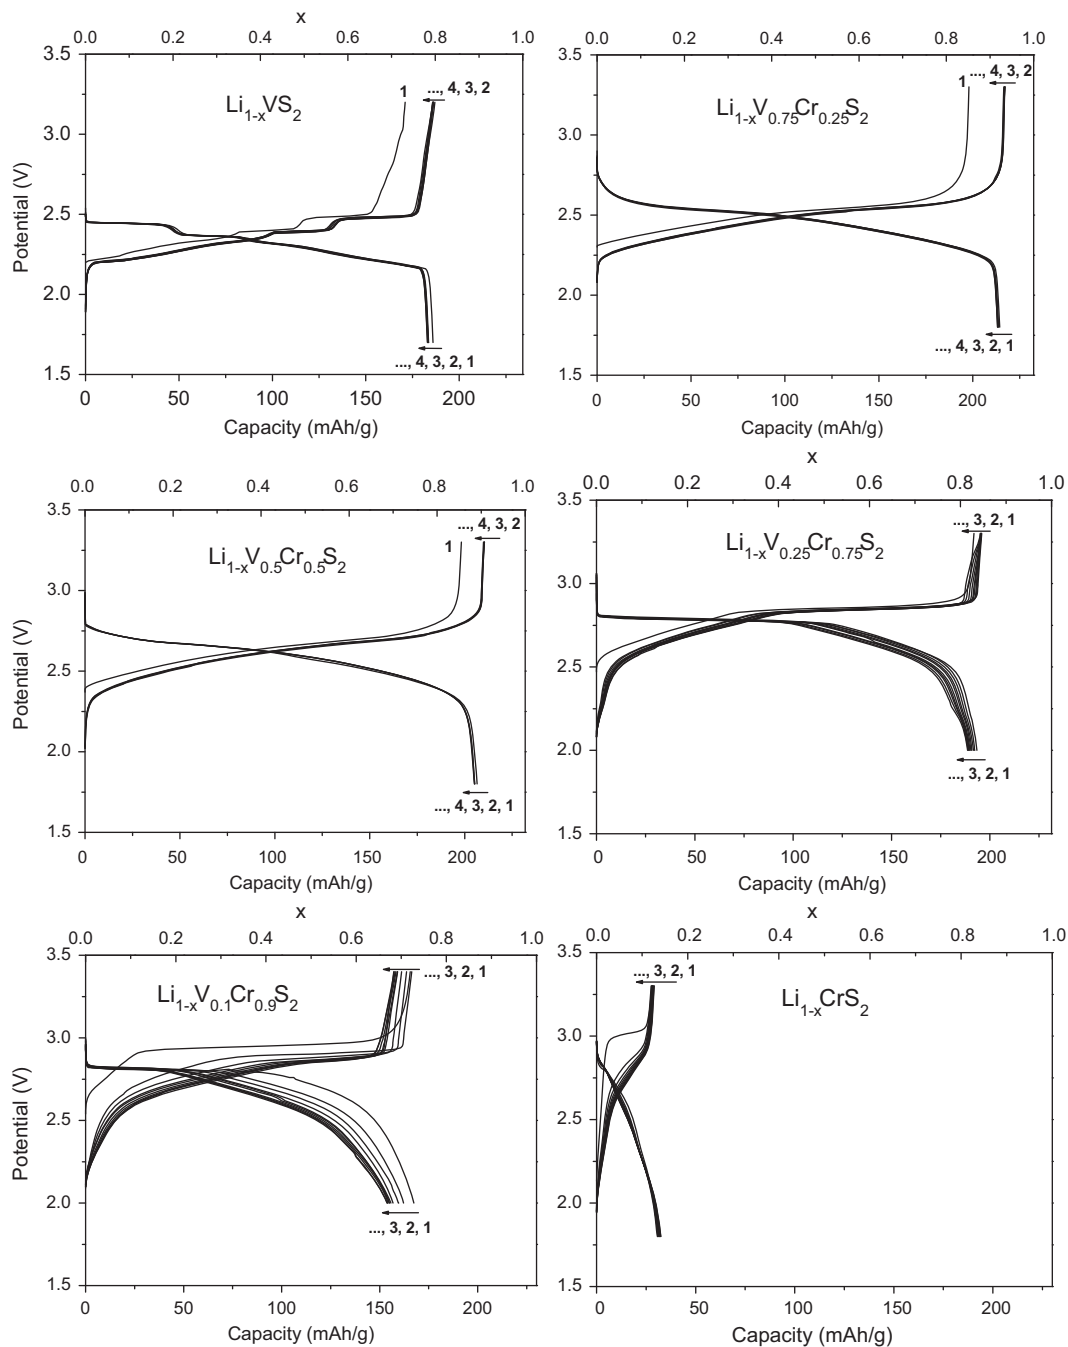 x
0.0 0.2 0.4 0.6 0.8 1.0
0.0 0.2 0.4 0.6 0.8 1.0
3.5
3.0
2.5
2.0
1.5
Potential (V)
Li1-xVS2
1
..., 4, 3, 2
..., 4, 3, 2, 1
0 50 100 150 200
Capacity (mAh/g)
3.5
3.0
2.5
2.0
1.5
Li1-xV0.75Cr0.25S2
1
..., 4, 3, 2
..., 4, 3, 2, 1
0 50 100 150 200
Capacity (mAh/g)
0.0 0.2 0.4 0.6 0.8 1.0
3.5
3.0
2.5
2.0
1.5
Potential (V)
Li1-xV0.5Cr0.5S2
1
..., 4, 3, 2
..., 4, 3, 2, 1
0 50 100 150 200
Capacity (mAh/g)
x
0.0 0.2 0.4 0.6 0.8 1.0
3.5
3.0
2.5
2.0
1.5
Li1-xV0.25Cr0.75S2
..., 3, 2, 1
..., 3, 2, 1
0 50 100 150 200
Capacity (mAh/g)
x
0.0 0.2 0.4 0.6 0.8 1.0
3.5
3.0
2.5
2.0
1.5
Potential (V)
Li1-xV0.1Cr0.9S2
..., 3, 2, 1
..., 3, 2, 1
0 50 100 150 200
Capacity (mAh/g)
x
0.0 0.2 0.4 0.6 0.8 1.0
3.5
3.0
2.5
2.0
1.5
Li1-xCrS2
..., 3, 2, 1
0 50 100 150 200
Capacity (mAh/g)